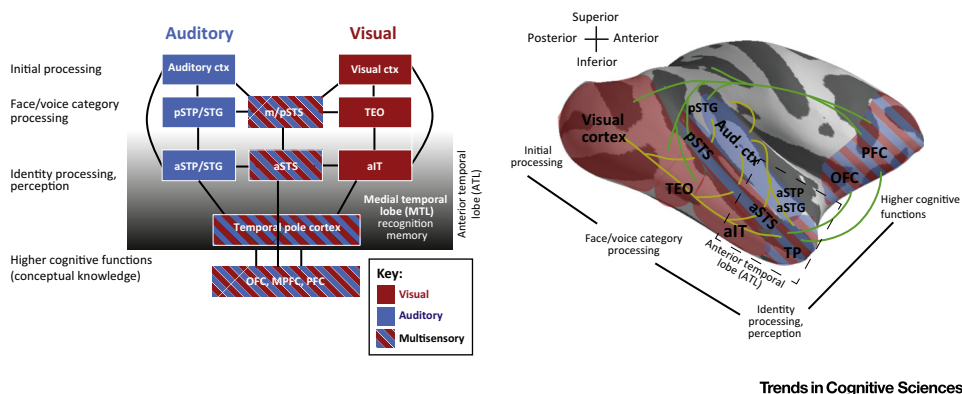 Auditory
Visual
Initial processing
Auditory ctx
Visual ctx
Face/voice category
processing
pSTP/STG
m/pSTS
TEO
Identity processing,
perception
aSTP/STG
aSTS
aIT
Medial temporal
lobe (MTL)
recognition
memory
Anterior temporal
lobe (ATL)
Temporal pole cortex
Higher cognitive functions
(conceptual knowledge)
OFC, MPFC, PFC
Key:
Visual
Auditory
Multisensory
Superior
Posterior
Anterior
Inferior
Visual
cortex
pSTG
pSTS
Aud. ctx
PFC
OFC
Initial
processing
TEO
aSTP
aSTG
aSTS
aIT
TP
Higher cognitive
functions
Face/voice category
processing
Anterior temporal
lobe (ATL)
Identity
processing,
perception
Trends in Cognitive Sciences